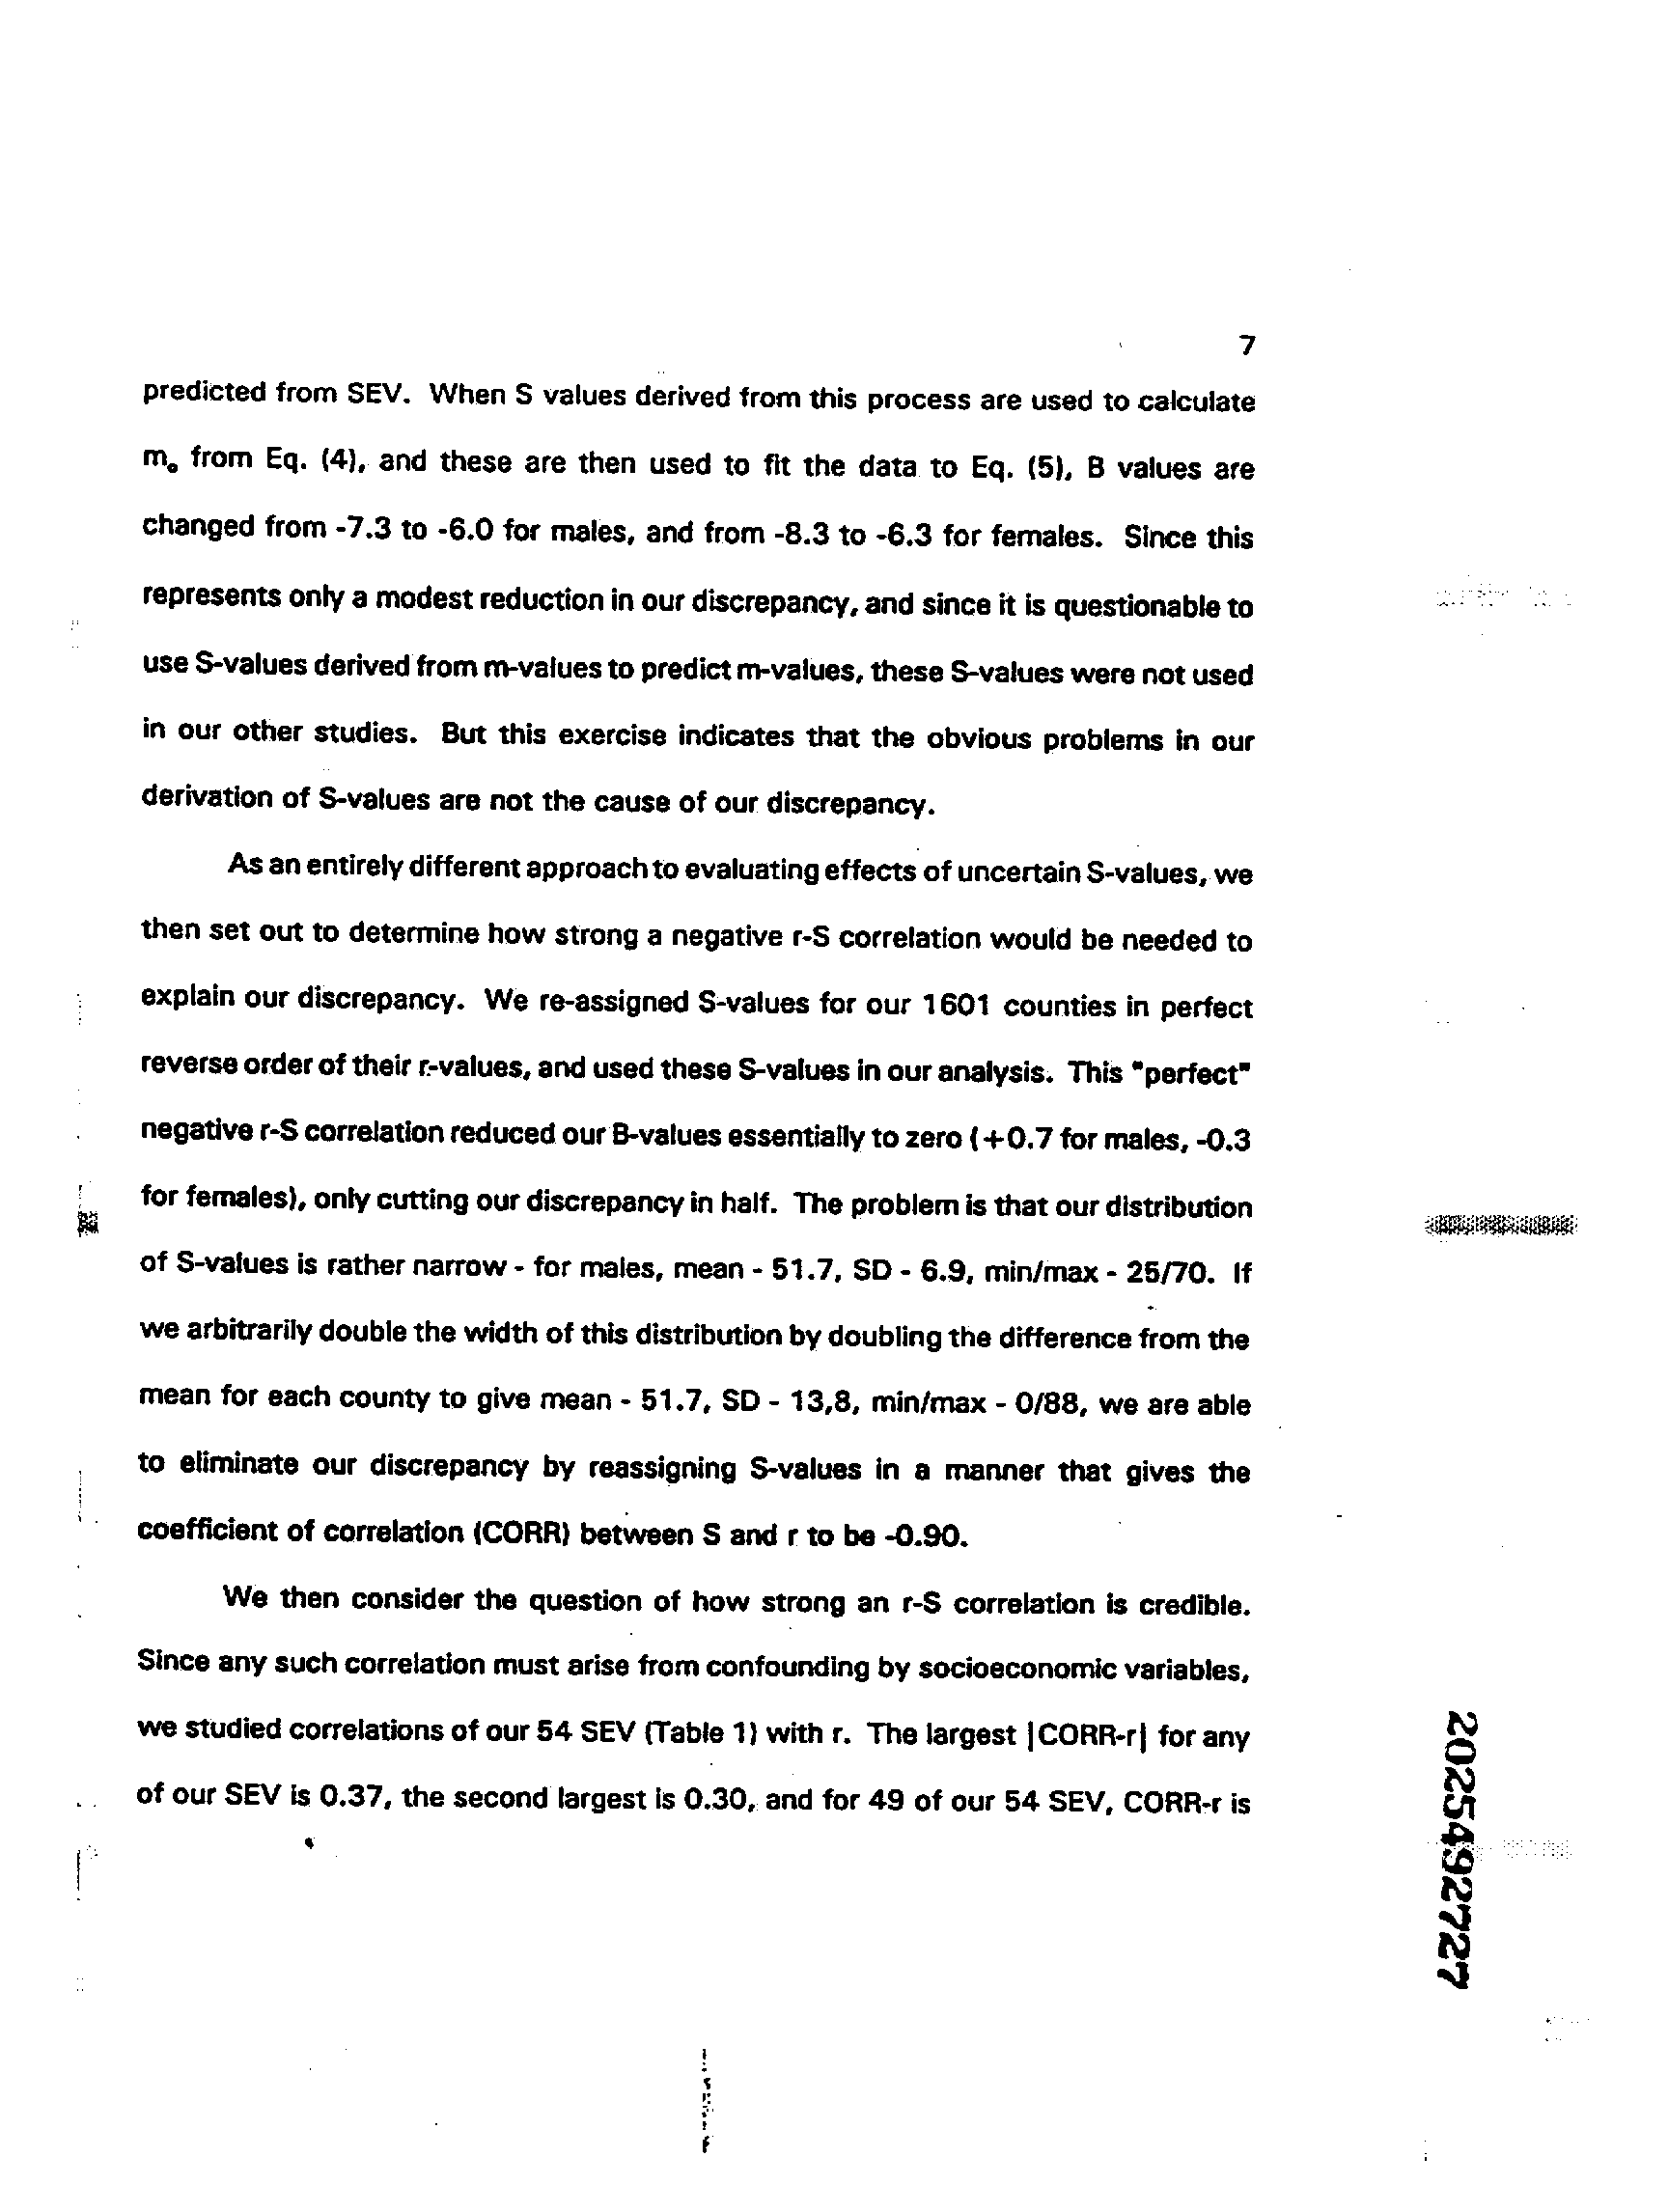 7
predicted from SEV. When S values derived from this process are used to calculate
mₒ from Eq. (4), and these are then used to fit the data to Eq. (5), B values are
changed from -7.3 to -6.0 for males, and from -8.3 to -6.3 for females. Since this
represents only a modest reduction in our discrepancy, and since it is questionable to
use S-values derived from m-values to predict m-values, these S-values were not used
in our other studies. But this exercise indicates that the obvious problems in our
derivation of S-values are not the cause of our discrepancy.
As an entirely different approach to evaluating effects of uncertain S-values, we
then set out to determine how strong a negative r-S correlation would be needed to
explain our discrepancy. We re-assigned S-values for our 1601 counties in perfect
reverse order of their r-values, and used these S-values in our analysis. This "perfect"
negative r-S correlation reduced our B-values essentially to zero (+0.7 for males, -0.3
for females), only cutting our discrepancy in half. The problem is that our distribution
of S-values is rather narrow - for males, mean - 51.7, SD - 6.9, min/max - 25/70. If
we arbitrarily double the width of this distribution by doubling the difference from the
mean for each county to give mean - 51.7, SD - 13,8, min/max - 0/88, we are able
to eliminate our discrepancy by reassigning S-values in a manner that gives the
coefficient of correlation (CORR) between S and r to be -0.90.
We then consider the question of how strong an r-S correlation is credible.
Since any such correlation must arise from confounding by socioeconomic variables,
we studied correlations of our 54 SEV (Table 1) with r. The largest |CORR-r| for any
of our SEV is 0.37, the second largest is 0.30, and for 49 of our 54 SEV, CORR-r is
2025492727